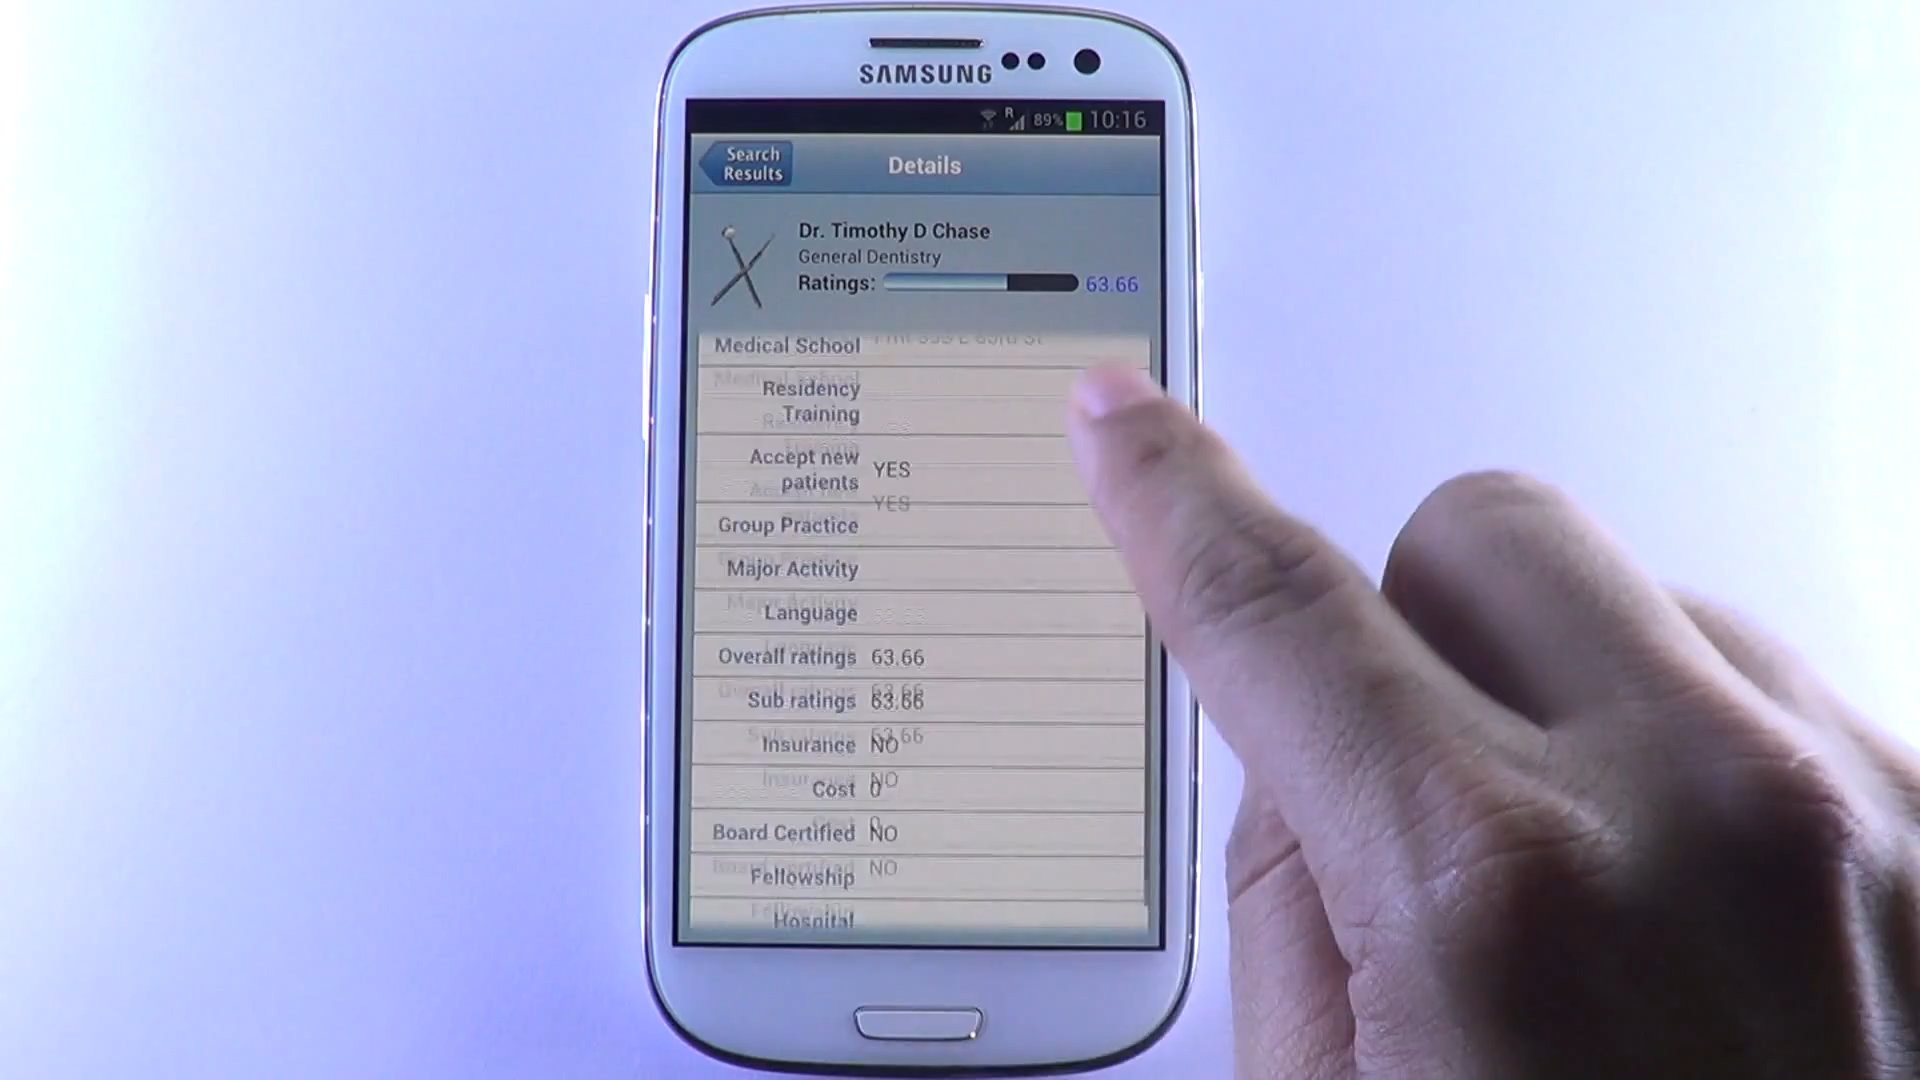 SAMSUNG
R 89% 10:16
Search
Results
Details
Dr. Timothy D Chase
General Dentistry
Ratings: 63.66
Medical School
Residency
Training
Accept new
patients YES
Group Practice
Major Activity
Language
Overall ratings 63.66
Sub ratings 63.66
Insurance NO
Cost 0
Board Certified NO
Fellowship
Hospital